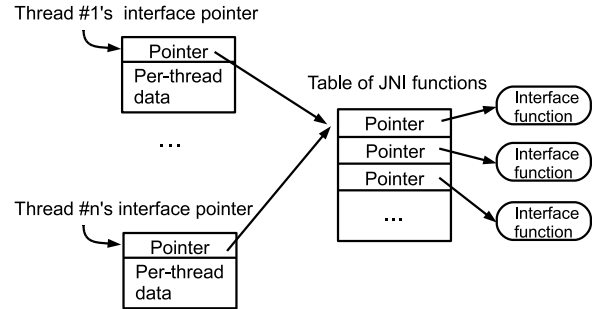 Thread #1's interface pointer
Pointer
Per-thread
data
...
Thread #n's interface pointer
Pointer
Per-thread
data
Table of JNI functions
Pointer
Pointer
Pointer
...
Interface
function
Interface
function
Interface
function